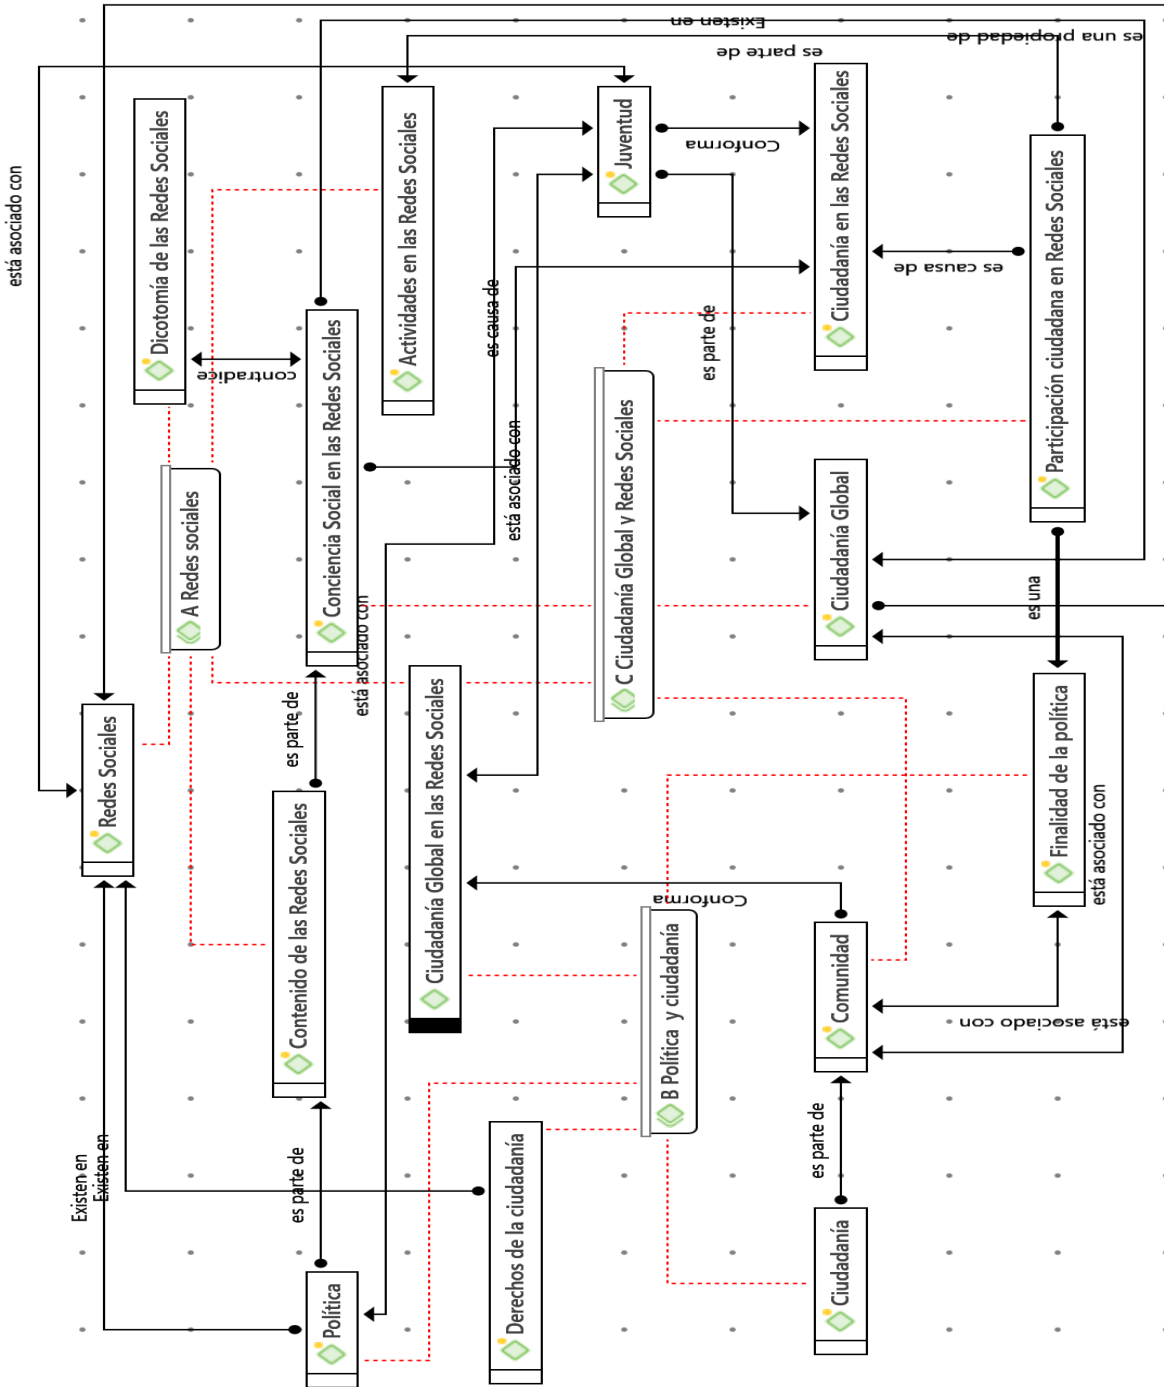 Existen en
es una propiedad de
es parte de
está asociado con
Dicotomía de las Redes Sociales
Actividades en las Redes Sociales
Juventud
Conforma
Ciudadanía en las Redes Sociales
Participación ciudadana en Redes Sociales
es causa de
contradice
es causa de
es parte de
Conciencia Social en las Redes Sociales
A Redes sociales
está asociado con
C Ciudadanía Global y Redes Sociales
Ciudadanía Global
es una
está asociado con
Redes Sociales
es parte de
Contenido de las Redes Sociales
Ciudadanía Global en las Redes Sociales
Finalidad de la política
está asociado con
Conforma
B Política y ciudadanía
Comunidad
está asociado con
Existen en
Existen en
es parte de
Derechos de la ciudadanía
es parte de
Política
Ciudadanía